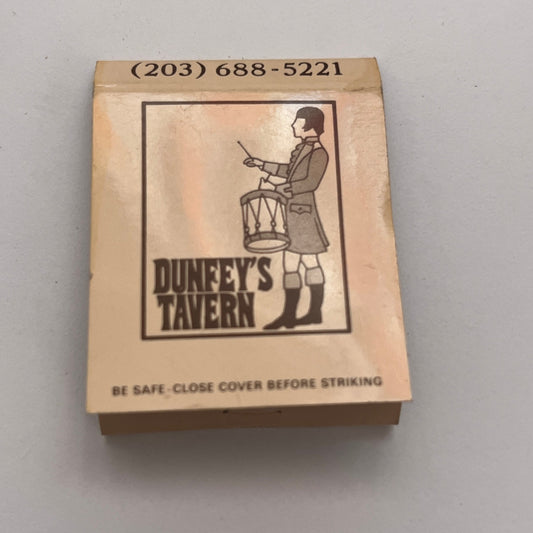 (203) 688-5221
DUNFEY'S
TAVERN
BE SAFE-CLOSE COVER BEFORE STRIKING